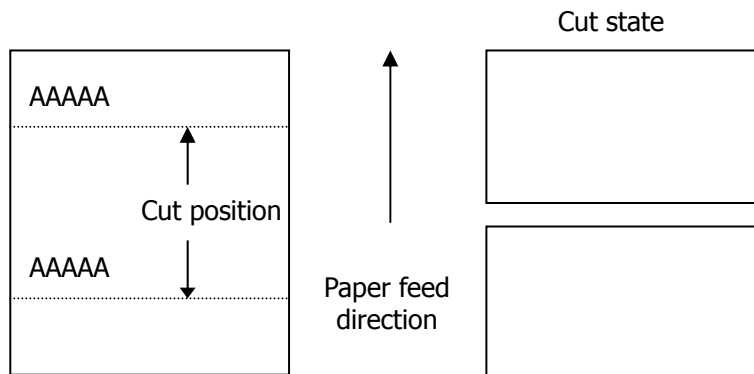 Cut state
AAAAA
Cut position
AAAAA
Paper feed
direction